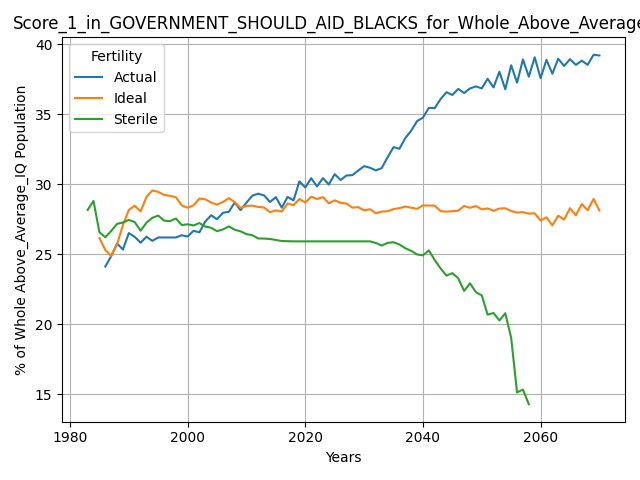 Score_1_in_GOVERNMENT_SHOULD_AID_BLACKS_for_Whole_Above_Average
Fertility
Actual
Ideal
Sterile
% of Whole Above_Average_IQ Population
40
35
30
25
20
15
1980
2000
2020
2040
2060
Years